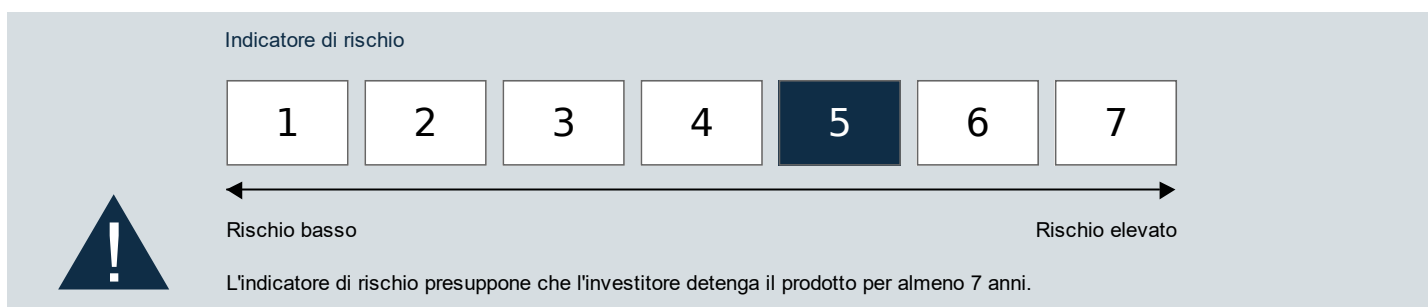 Indicatore di rischio
1 2 3 4 5 6 7
Rischio basso Rischio elevato
!
L'indicatore di rischio presuppone che l'investitore detenga il prodotto per almeno 7 anni.